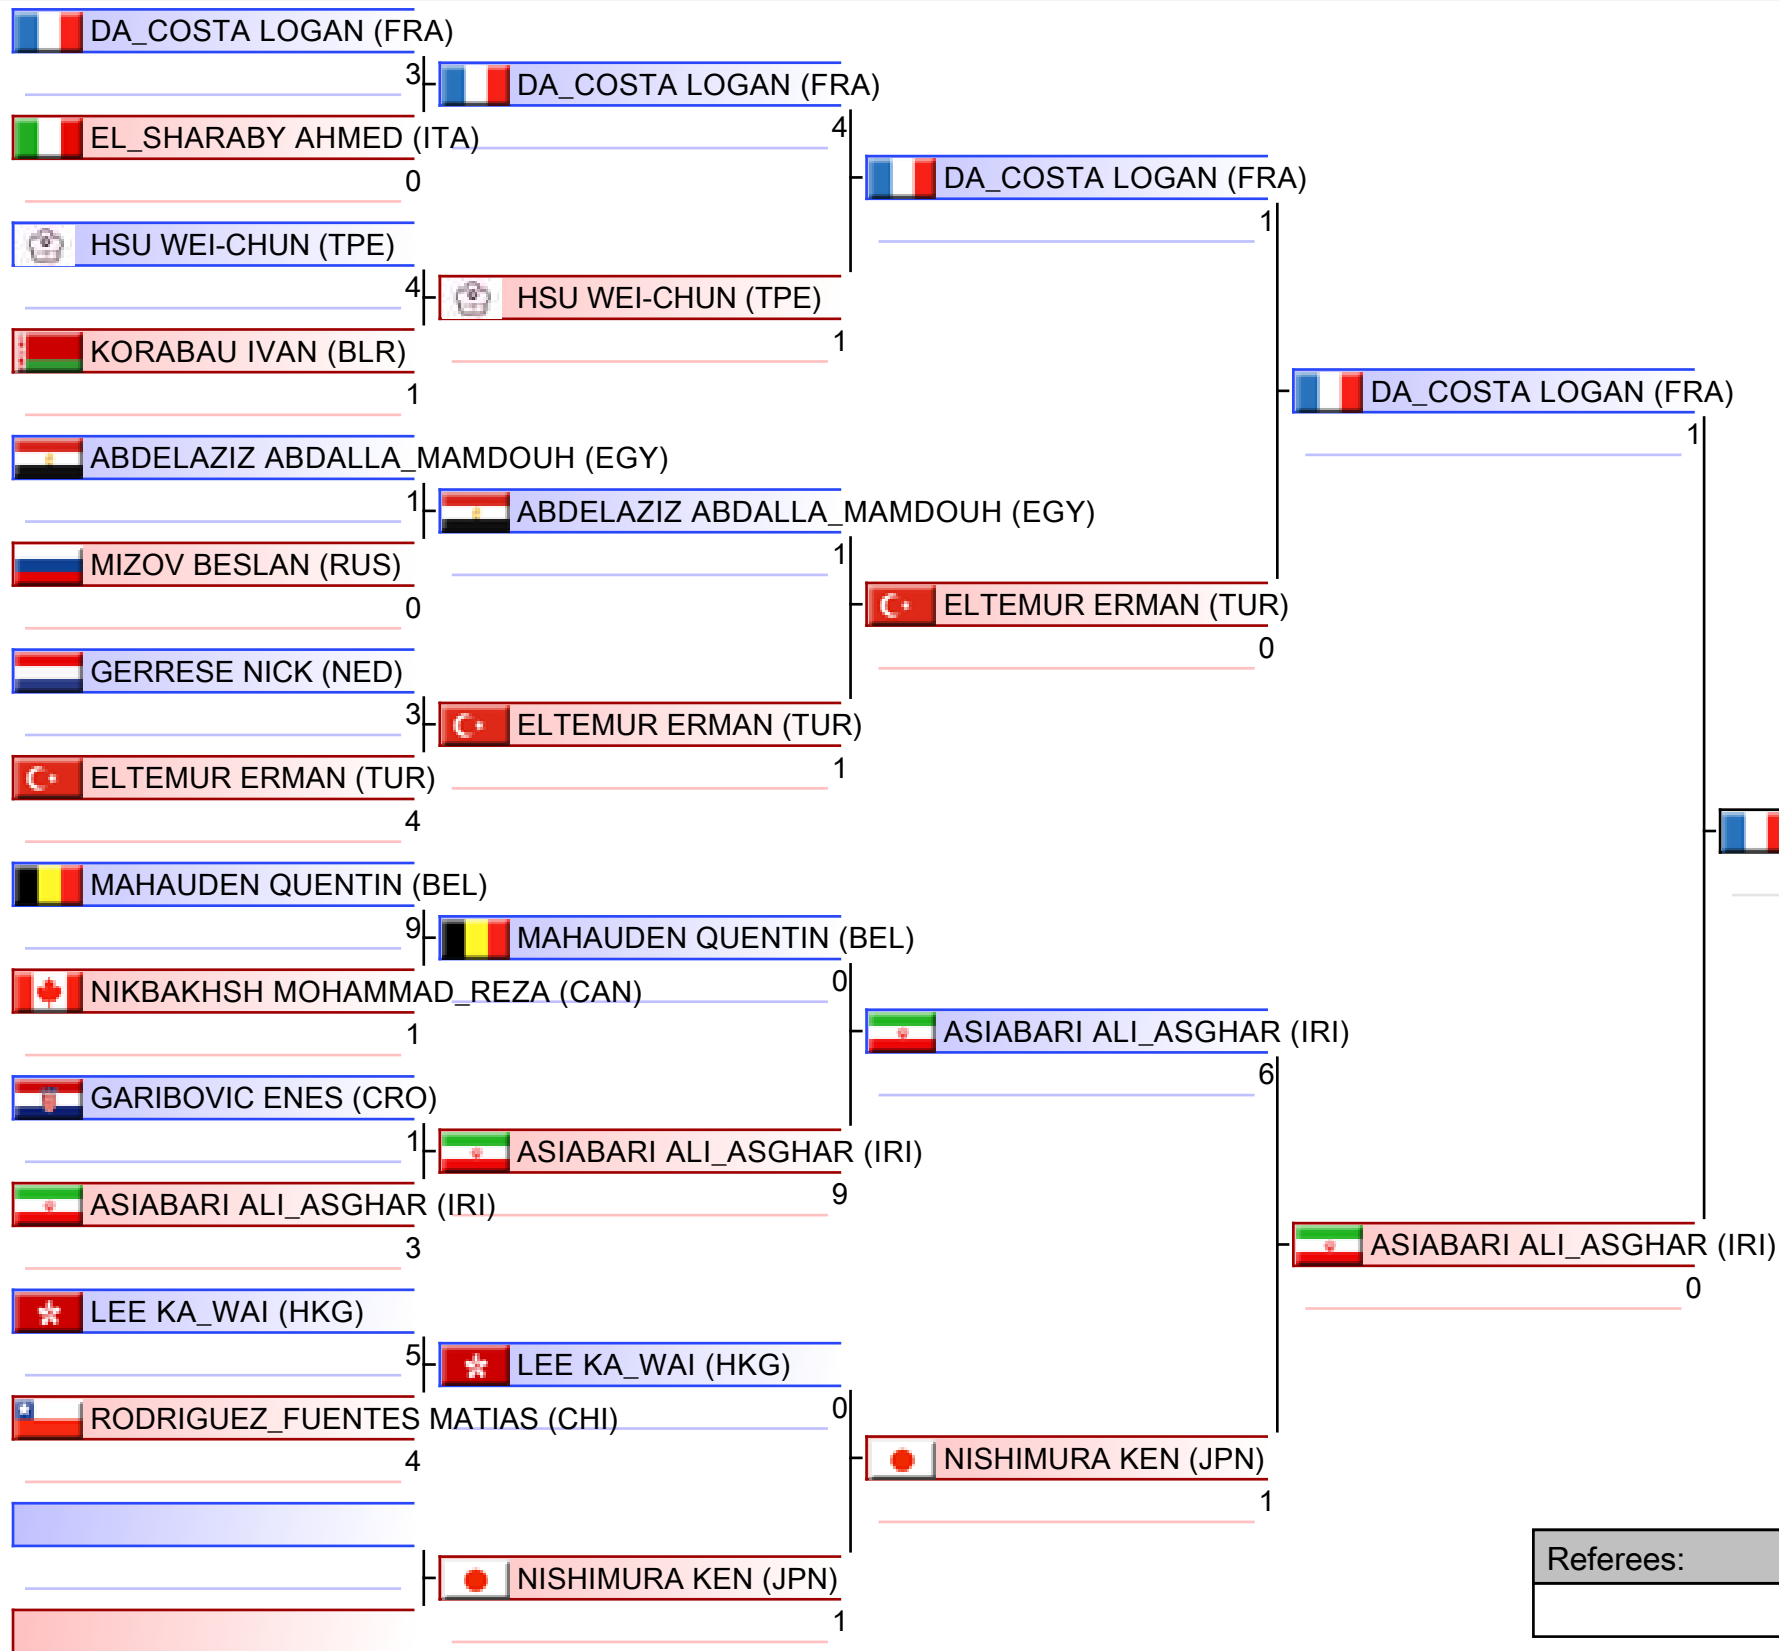 DA_COSTA LOGAN (FRA)
3
EL_SHARABY AHMED (ITA)
0
HSU WEI-CHUN (TPE)
4
KORABAU IVAN (BLR)
1
ABDELAZIZ ABDALLA_MAMDOUH (EGY)
1
MIZOV BESLAN (RUS)
0
GERRESE NICK (NED)
3
ELTEMUR ERMAN (TUR)
4
MAHAUDEN QUENTIN (BEL)
9
NIKBAKHSH MOHAMMAD_REZA (CAN)
1
GARIBOVIC ENES (CRO)
1
ASIABARI ALI_ASGHAR (IRI)
3
LEE KA_WAI (HKG)
5
RODRIGUEZ_FUENTES MATIAS (CHI)
4
DA_COSTA LOGAN (FRA)
4
HSU WEI-CHUN (TPE)
1
ABDELAZIZ ABDALLA_MAMDOUH (EGY)
1
ELTEMUR ERMAN (TUR)
1
MAHAUDEN QUENTIN (BEL)
0
ASIABARI ALI_ASGHAR (IRI)
9
LEE KA_WAI (HKG)
0
NISHIMURA KEN (JPN)
1
DA_COSTA LOGAN (FRA)
1
ELTEMUR ERMAN (TUR)
0
ASIABARI ALI_ASGHAR (IRI)
6
NISHIMURA KEN (JPN)
1
DA_COSTA LOGAN (FRA)
1
ASIABARI ALI_ASGHAR (IRI)
0
Referees: